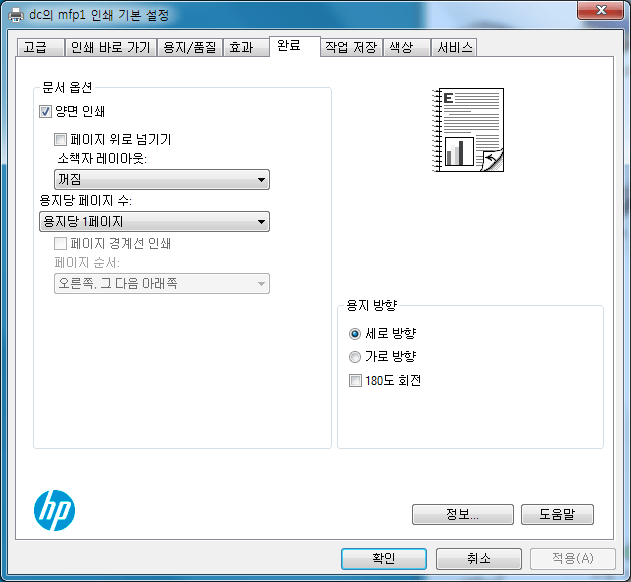 dc의 mfp1 인쇄 기본 설정
고급 인쇄 바로 가기 용지/품질 효과 완료 작업 저장 색상 서비스
문서 옵션
양면 인쇄
페이지 위로 넘기기
소책자 레이아웃:
꺼짐
용지당 페이지 수:
용지당 1페이지
페이지 경계선 인쇄
페이지 순서:
오른쪽, 그 다음 아래쪽
E
용지 방향
세로 방향
가로 방향
180도 회전
hp
정보... 도움말
확인 취소 적용(A)